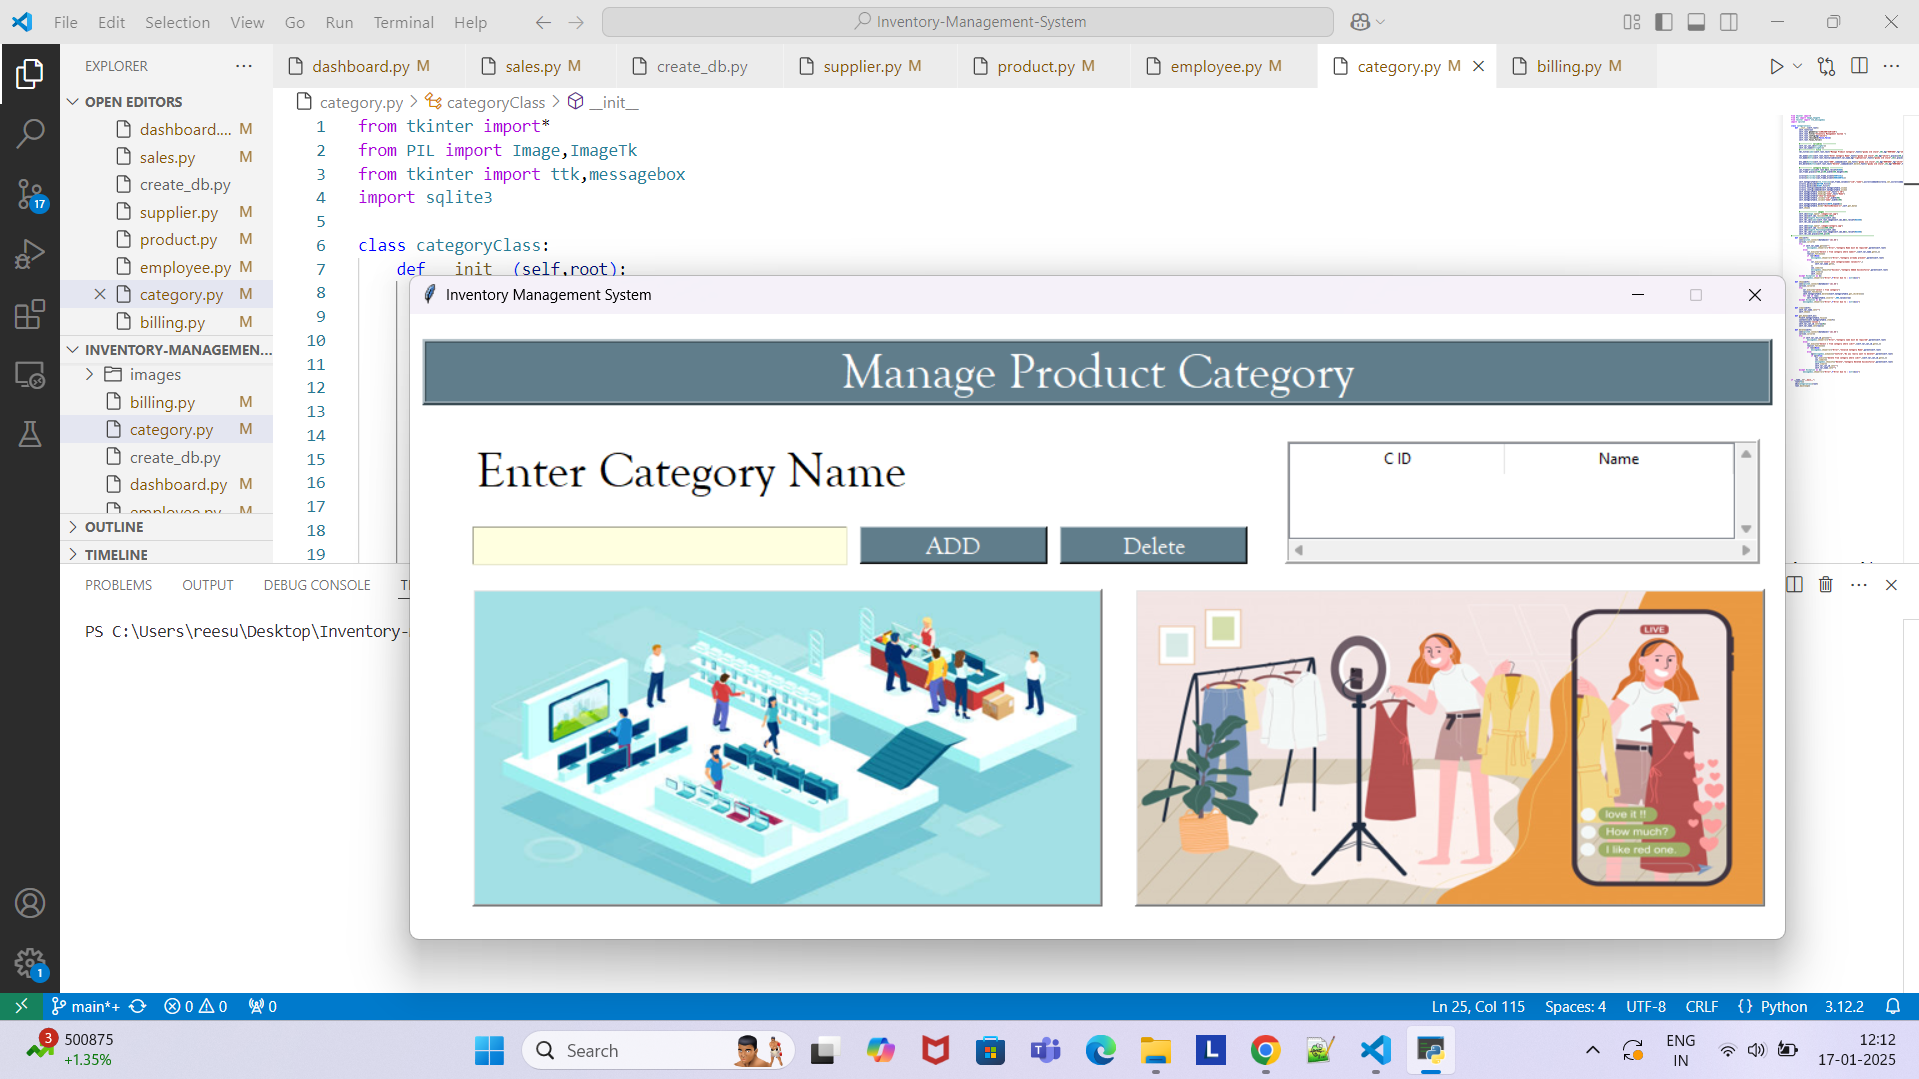 File Edit Selection View Go Run Terminal Help
Inventory-Management-System
EXPLORER
dashboard.py M
sales.py M
create_db.py
supplier.py M
product.py M
employee.py M
category.py M
billing.py M
OPEN EDITORS
dashboard.... M
sales.py M
create_db.py
supplier.py M
product.py M
employee.py M
category.py M
billing.py M
INVENTORY-MANAGEMEN...
images
billing.py M
category.py M
create_db.py
dashboard.py M
employee.py M
OUTLINE
TIMELINE
17
1
category.py > categoryClass > __init__
1 from tkinter import*
2 from PIL import Image,ImageTk
3 from tkinter import ttk,messagebox
4 import sqlite3
5
6 class categoryClass:
7 def __init__(self,root):
8
9
10
11
12
13
14
15
16
17
18
19
Inventory Management System
Manage Product Category
Enter Category Name
ADD
Delete
C ID
Name
LIVE
love it !!
How much?
I like red one.
PROBLEMS OUTPUT DEBUG CONSOLE
PS C:\Users\reesu\Desktop\Inventory-
main*+ 0 0 0
Ln 25, Col 115 Spaces: 4 UTF-8 CRLF {} Python 3.12.2
3
500875
+1.35%
Search
L
ENG
IN
12:12
17-01-2025